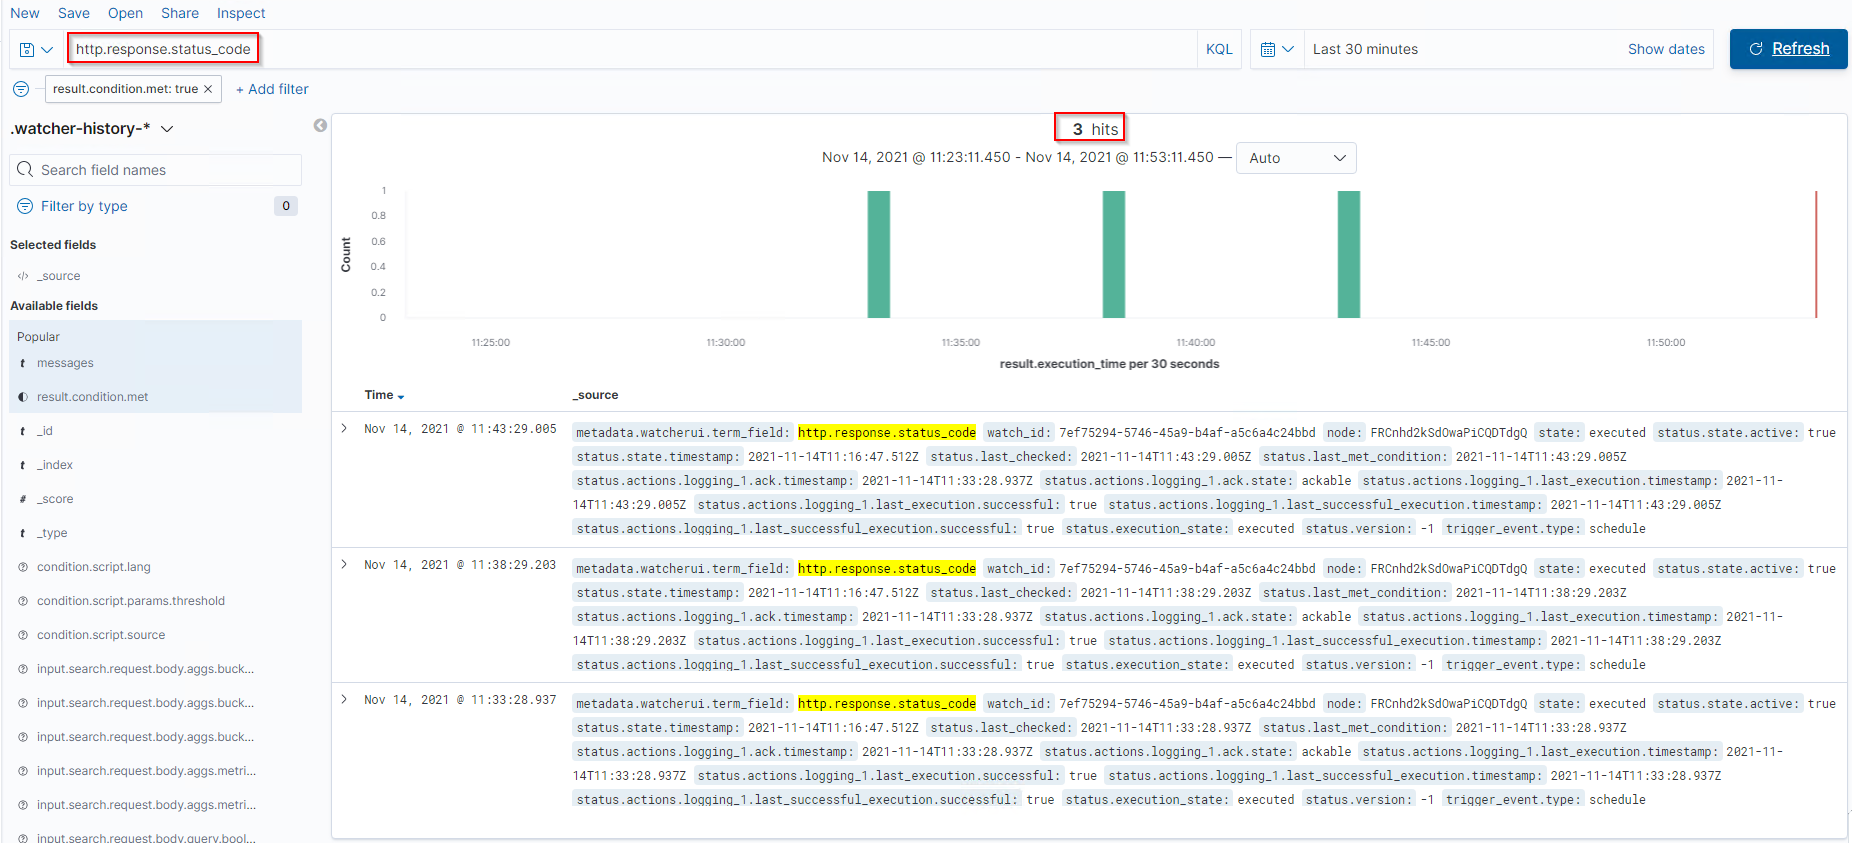 New Save Open Share Inspect
http.response.status_code KQL Last 30 minutes Show dates Refresh
result.condition.met: true × + Add filter
.watcher-history-*
Search field names
Filter by type 0
Selected fields
_source
Available fields
Popular
t messages
result.condition.met
t _id
t _index
# _score
t _type
condition.script.lang
condition.script.params.threshold
condition.script.source
input.search.request.body.aggs.buck...
input.search.request.body.aggs.buck...
input.search.request.body.aggs.buck...
input.search.request.body.aggs.metri...
input.search.request.body.aggs.metri...
input.search.request.body.query.bool...
3 hits
Nov 14, 2021 @ 11:23:11.450 - Nov 14, 2021 @ 11:53:11.450 — Auto
Count
1
0.8
0.6
0.4
0.2
0
11:25:00 11:30:00 11:35:00 11:40:00 11:45:00 11:50:00
result.execution_time per 30 seconds
Time _source
Nov 14, 2021 @ 11:43:29.005 metadata.watcherui.term_field: http.response.status_code watch_id: 7ef75294-5746-45a9-b4af-a5c6a4c24bbd node: FRCnhd2kSdOwaPiCQDTdgQ state: executed status.state.active: true
status.state.timestamp: 2021-11-14T11:16:47.512Z status.last_checked: 2021-11-14T11:43:29.005Z status.last_met_condition: 2021-11-14T11:43:29.005Z
status.actions.logging_1.ack.timestamp: 2021-11-14T11:33:28.937Z status.actions.logging_1.ack.state: ackable status.actions.logging_1.last_execution.timestamp: 2021-11-
14T11:43:29.005Z status.actions.logging_1.last_execution.successful: true status.actions.logging_1.last_successful_execution.timestamp: 2021-11-14T11:43:29.005Z
status.actions.logging_1.last_successful_execution.successful: true status.execution_state: executed status.version: -1 trigger_event.type: schedule
Nov 14, 2021 @ 11:38:29.203 metadata.watcherui.term_field: http.response.status_code watch_id: 7ef75294-5746-45a9-b4af-a5c6a4c24bbd node: FRCnhd2kSdOwaPiCQDTdgQ state: executed status.state.active: true
status.state.timestamp: 2021-11-14T11:16:47.512Z status.last_checked: 2021-11-14T11:38:29.203Z status.last_met_condition: 2021-11-14T11:38:29.203Z
status.actions.logging_1.ack.timestamp: 2021-11-14T11:33:28.937Z status.actions.logging_1.ack.state: ackable status.actions.logging_1.last_execution.timestamp: 2021-11-
14T11:38:29.203Z status.actions.logging_1.last_execution.successful: true status.actions.logging_1.last_successful_execution.timestamp: 2021-11-14T11:38:29.203Z
status.actions.logging_1.last_successful_execution.successful: true status.execution_state: executed status.version: -1 trigger_event.type: schedule
Nov 14, 2021 @ 11:33:28.937 metadata.watcherui.term_field: http.response.status_code watch_id: 7ef75294-5746-45a9-b4af-a5c6a4c24bbd node: FRCnhd2kSdOwaPiCQDTdgQ state: executed status.state.active: true
status.state.timestamp: 2021-11-14T11:16:47.512Z status.last_checked: 2021-11-14T11:33:28.937Z status.last_met_condition: 2021-11-14T11:33:28.937Z
status.actions.logging_1.ack.timestamp: 2021-11-14T11:33:28.937Z status.actions.logging_1.ack.state: ackable status.actions.logging_1.last_execution.timestamp: 2021-11-
14T11:33:28.937Z status.actions.logging_1.last_execution.successful: true status.actions.logging_1.last_successful_execution.timestamp: 2021-11-14T11:33:28.937Z
status.actions.logging_1.last_successful_execution.successful: true status.execution_state: executed status.version: -1 trigger_event.type: schedule